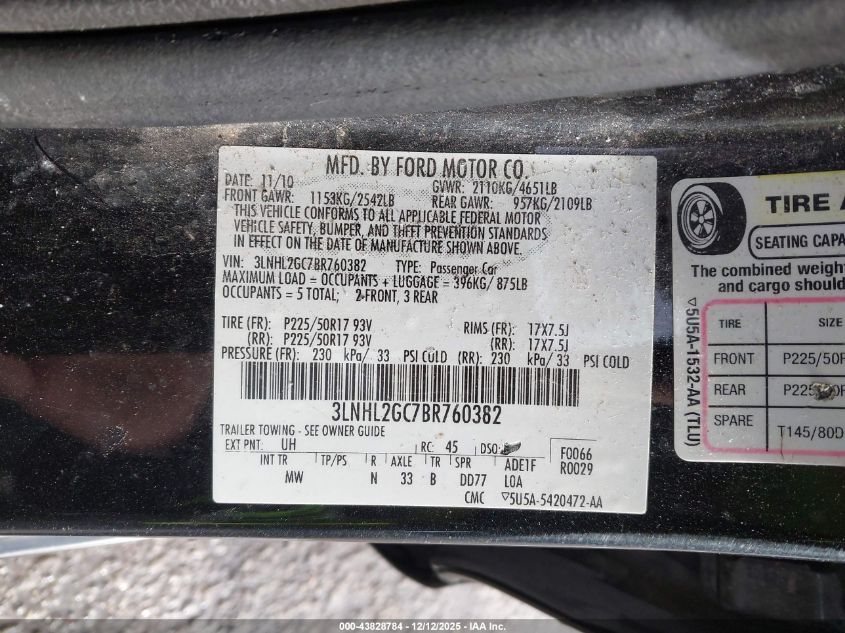 MFD. BY FORD MOTOR CO.
DATE: 11/10 GVWR: 2110KG/4651LB
FRONT GAWR: 1153KG/2542LB REAR GAWR: 957KG/2109LB
THIS VEHICLE CONFORMS TO ALL APPLICABLE FEDERAL MOTOR
VEHICLE SAFETY, BUMPER, AND THEFT PREVENTION STANDARDS
IN EFFECT ON THE DATE OF MANUFACTURE SHOWN ABOVE.
VIN: 3LNHL2GC7BR760382 TYPE: Passenger Car
MAXIMUM LOAD = OCCUPANTS + LUGGAGE = 396KG/ 875LB
OCCUPANTS = 5 TOTAL; 2 FRONT, 3 REAR
TIRE (FR): P225/50R17 93V RIMS (FR): 17X7.5J
(RR): P225/50R17 93V (RR): 17X7.5J
PRESSURE (FR): 230 kPa/ 33 PSI COLD (RR): 230 kPa/ 33 PSI COLD
3LNHL2GC7BR760382
TRAILER TOWING - SEE OWNER GUIDE
EXT PNT: UH RC: 45 DSO: F0066
INT TR TP/PS R AXLE TR SPR ADE1F R0029
MW N 33 B DD77 LOA
CMC ▽5U5A-5420472-AA
TIRE A
SEATING CAPA
The combined weight
and cargo should
TIRE SIZE
FRONT P225/50R
REAR P225
SPARE T145/80D
▽5U5A-1532-AA (TLU)
000-43828784 - 12/12/2025 - IAA Inc.